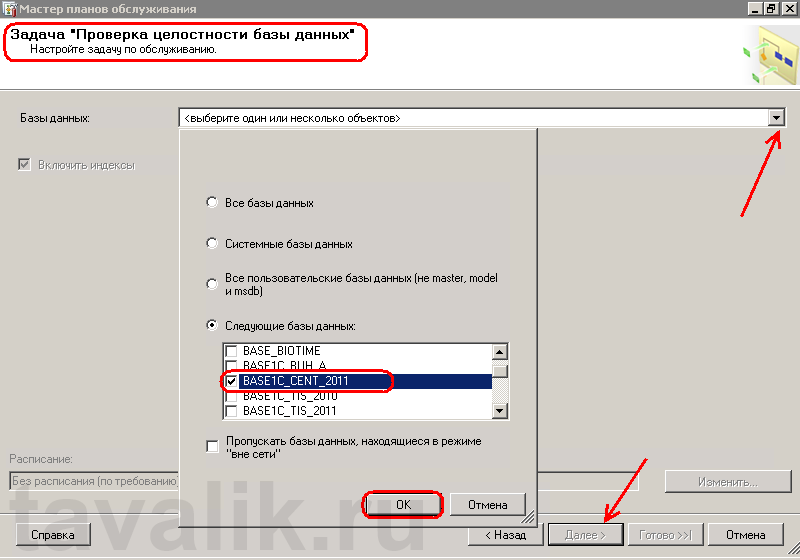 Мастер планов обслуживания
Задача "Проверка целостности базы данных"
Настройте задачу по обслуживанию.
Базы данных:
<выберите один или несколько объектов>
Включить индексы
Все базы данных
Системные базы данных
Все пользовательские базы данных (не master, model
и msdb)
Следующие базы данных:
BASE_BIOTIME
BASE1C_BUH_A
BASE1C_CENT_2011
BASE1C_TIS_2010
BASE1C_TIS_2011
Пропускать базы данных, находящиеся в режиме
"вне сети"
Расписание:
Без расписания (по требованию)
Изменить...
OK
Отмена
tavalik.ru
Справка
< Назад
Далее >
Готово >>|
Отмена